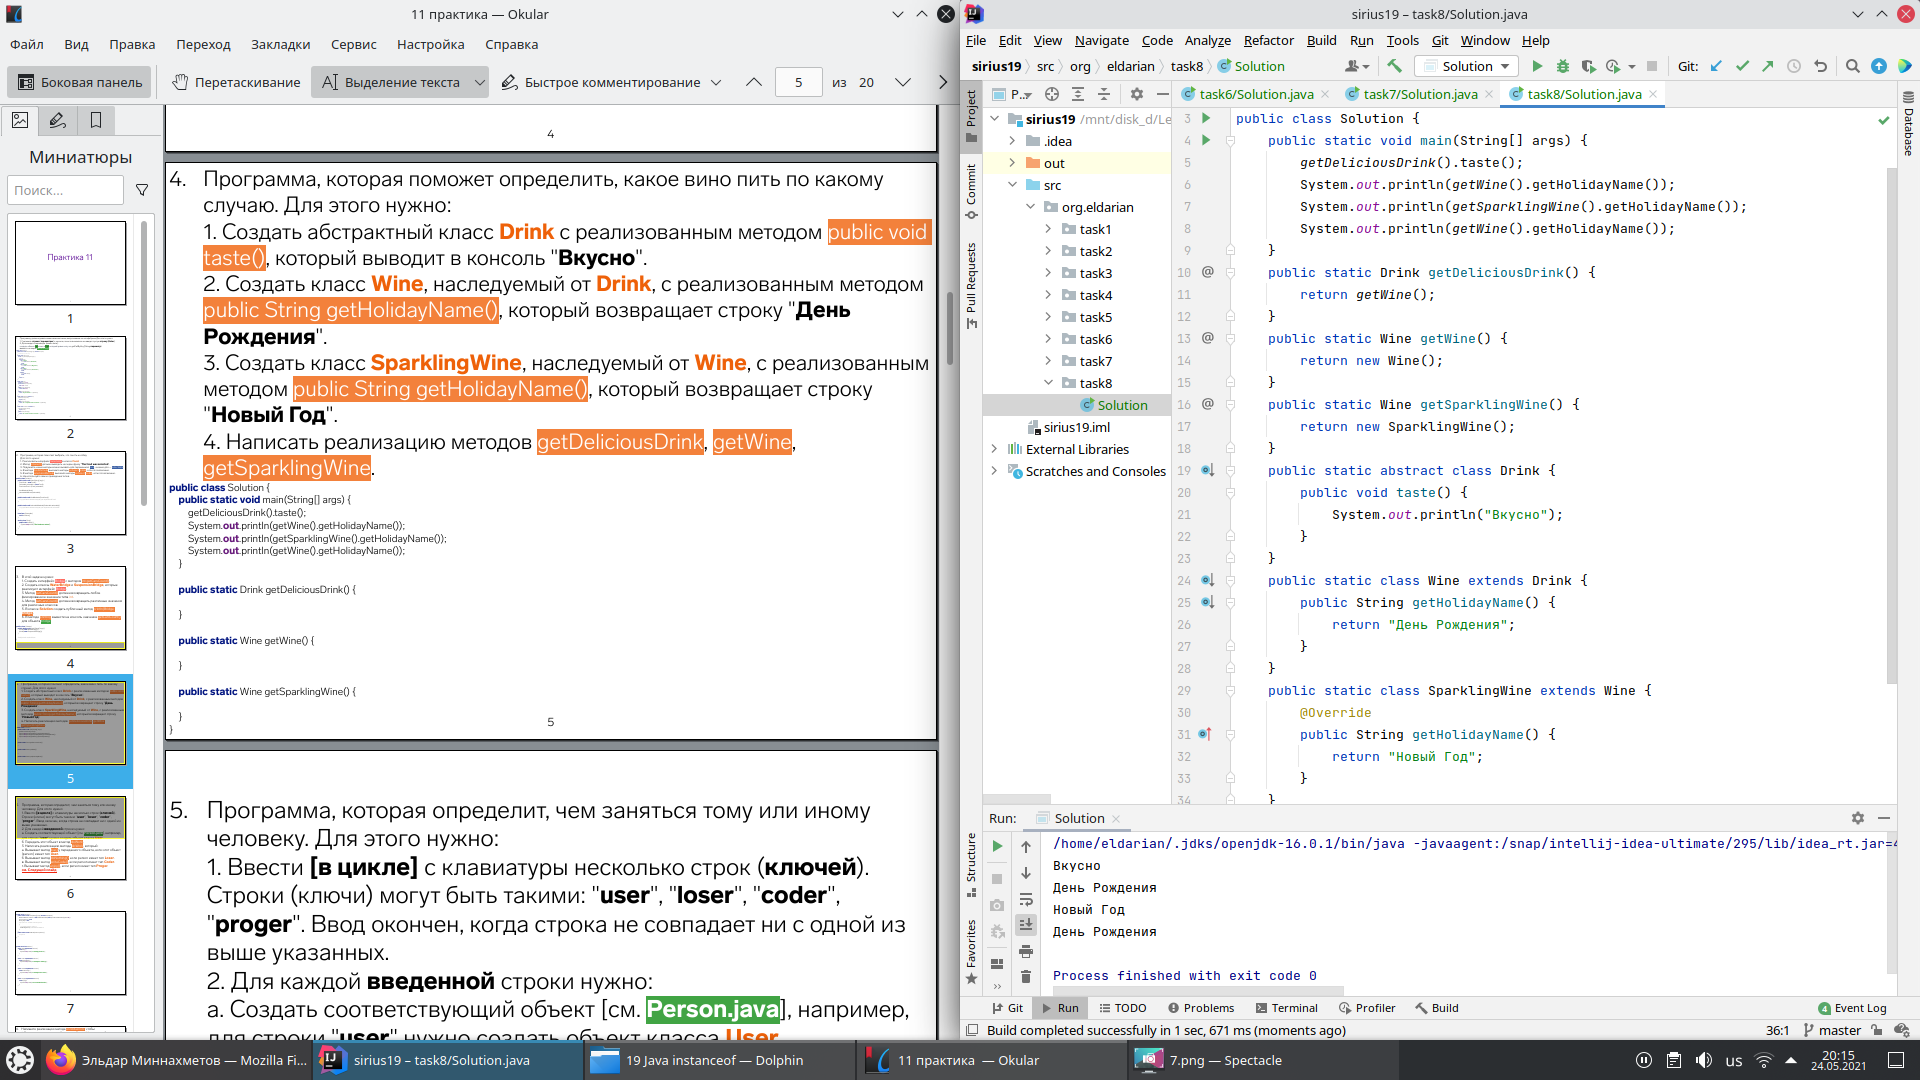 11 практика — Okular
Файл Вид Правка Переход Закладки Сервис Настройка Справка
Боковая панель Перетаскивание Выделение текста Быстрое комментирование 5 из 20
Миниатюры
Поиск...
Практика 11
1
2
3
4
5
6
7
4
4. Программа, которая поможет определить, какое вино пить по какому
случаю. Для этого нужно:
1. Создать абстрактный класс Drink с реализованным методом public void
taste(), который выводит в консоль "Вкусно".
2. Создать класс Wine, наследуемый от Drink, с реализованным методом
public String getHolidayName(), который возвращает строку "День
Рождения".
3. Создать класс SparklingWine, наследуемый от Wine, с реализованным
методом public String getHolidayName(), который возвращает строку
"Новый Год".
4. Написать реализацию методов getDeliciousDrink, getWine,
getSparklingWine.
public class Solution {
public static void main(String[] args) {
getDeliciousDrink().taste();
System.out.println(getWine().getHolidayName());
System.out.println(getSparklingWine().getHolidayName());
System.out.println(getWine().getHolidayName());
}
public static Drink getDeliciousDrink() {
}
public static Wine getWine() {
}
public static Wine getSparklingWine() {
}
}
5
5. Программа, которая определит, чем заняться тому или иному
человеку. Для этого нужно:
1. Ввести [в цикле] с клавиатуры несколько строк (ключей).
Строки (ключи) могут быть такими: "user", "loser", "coder",
"proger". Ввод окончен, когда строка не совпадает ни с одной из
выше указанных.
2. Для каждой введенной строки нужно:
a. Создать соответствующий объект [см. Person.java], например,
для строки "user" нужно создать объект класса User.
sirius19 – task8/Solution.java
File Edit View Navigate Code Analyze Refactor Build Run Tools Git Window Help
sirius19 src org eldarian task8 Solution Solution Git:
P.. task6/Solution.java task7/Solution.java task8/Solution.java
Project
Commit
Pull Requests
Structure
Favorites
Database
sirius19 /mnt/disk_d/Le
.idea
out
src
org.eldarian
task1
task2
task3
task4
task5
task6
task7
task8
Solution
sirius19.iml
External Libraries
Scratches and Consoles
3 public class Solution {
4 public static void main(String[] args) {
5 getDeliciousDrink().taste();
6 System.out.println(getWine().getHolidayName());
7 System.out.println(getSparklingWine().getHolidayName());
8 System.out.println(getWine().getHolidayName());
9 }
10 @ public static Drink getDeliciousDrink() {
11 return getWine();
12 }
13 @ public static Wine getWine() {
14 return new Wine();
15 }
16 @ public static Wine getSparklingWine() {
17 return new SparklingWine();
18 }
19 public static abstract class Drink {
20 public void taste() {
21 System.out.println("Вкусно");
22 }
23 }
24 public static class Wine extends Drink {
25 public String getHolidayName() {
26 return "День Рождения";
27 }
28 }
29 public static class SparklingWine extends Wine {
30 @Override
31 public String getHolidayName() {
32 return "Новый Год";
33 }
34 }
Run: Solution
/home/eldarian/.jdks/openjdk-16.0.1/bin/java -javaagent:/snap/intellij-idea-ultimate/295/lib/idea_rt.jar=4
Вкусно
День Рождения
Новый Год
День Рождения
Process finished with exit code 0
Git Run TODO Problems Terminal Profiler Build 4 Event Log
Build completed successfully in 1 sec, 671 ms (moments ago) 36:1 master
Эльдар Миннахметов — Mozilla Fi... sirius19 – task8/Solution.java 19 Java instanceof — Dolphin 11 практика — Okular 7.png — Spectacle us 20:15
24.05.2021